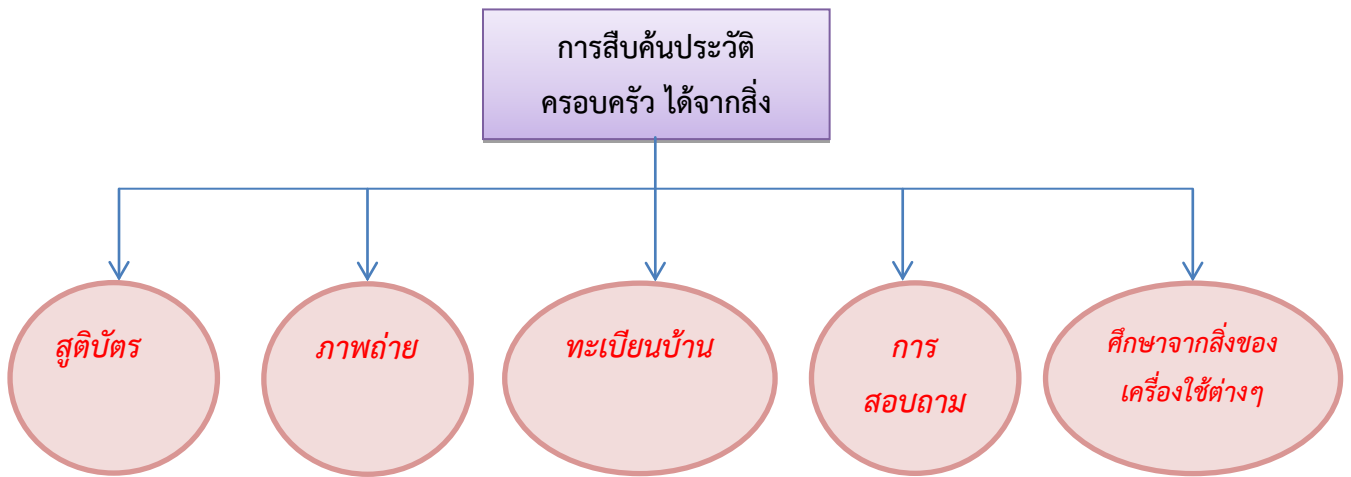 การสืบค้นประวัติ
ครอบครัว ได้จากสิ่ง
สูติบัตร
ภาพถ่าย
ทะเบียนบ้าน
การ
สอบถาม
ศึกษาจากสิ่งของ
เครื่องใช้ต่างๆ